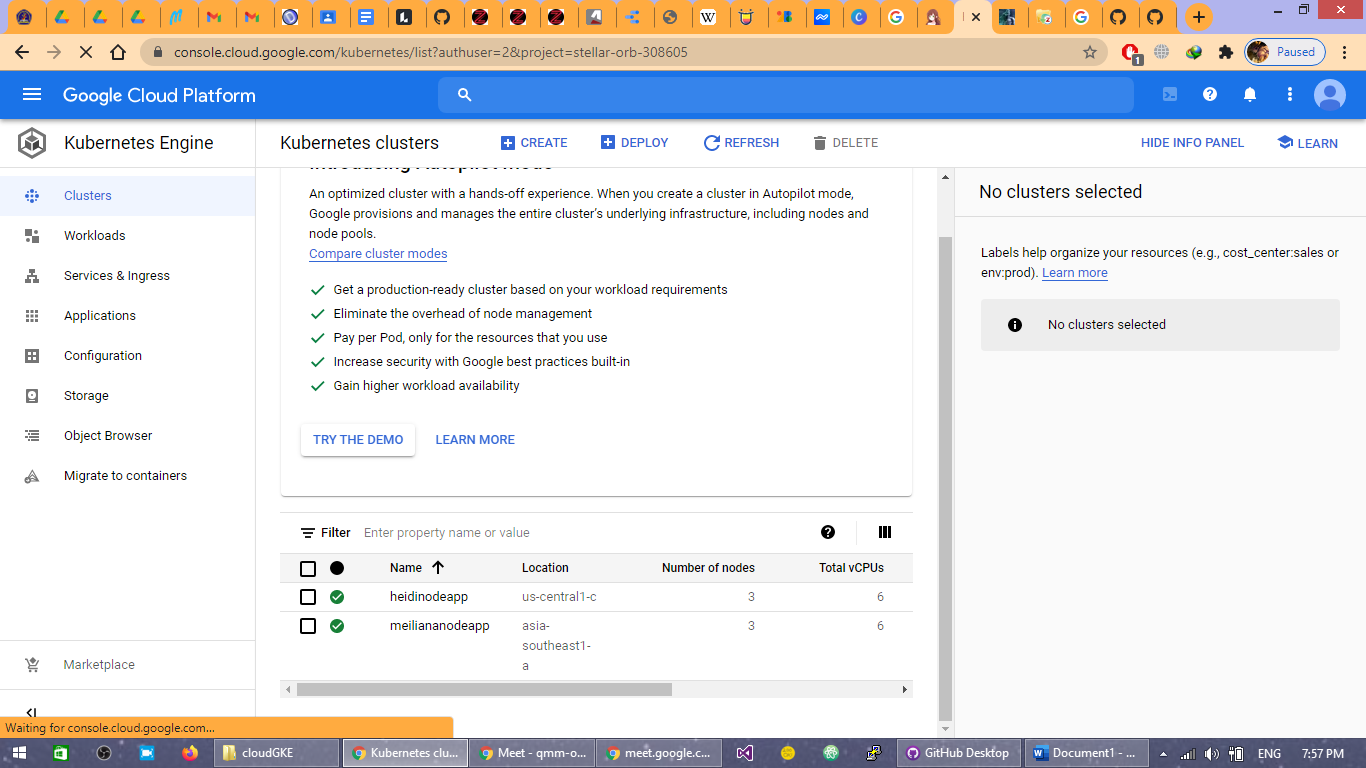 console.cloud.google.com/kubernetes/list?authuser=2&project=stellar-orb-308605
1
Paused
Google Cloud Platform
Kubernetes Engine
Kubernetes clusters
CREATE
DEPLOY
REFRESH
DELETE
HIDE INFO PANEL
LEARN
Clusters
Workloads
Services & Ingress
Applications
Configuration
Storage
Object Browser
Migrate to containers
Marketplace
Introducing Autopilot mode
An optimized cluster with a hands-off experience. When you create a cluster in Autopilot mode,
Google provisions and manages the entire cluster's underlying infrastructure, including nodes and
node pools.
Compare cluster modes
Get a production-ready cluster based on your workload requirements
Eliminate the overhead of node management
Pay per Pod, only for the resources that you use
Increase security with Google best practices built-in
Gain higher workload availability
TRY THE DEMO
LEARN MORE
Filter Enter property name or value
Name Location Number of nodes Total vCPUs
heidinodeapp us-central1-c 3 6
meiliananodeapp asia- 3 6
southeast1-
a
No clusters selected
Labels help organize your resources (e.g., cost_center:sales or
env:prod). Learn more
No clusters selected
Waiting for console.cloud.google.com...
cloudGKE
Kubernetes clu...
Meet - qmm-o...
meet.google.c...
GitHub Desktop
Document1 - ...
ENG
7:57 PM